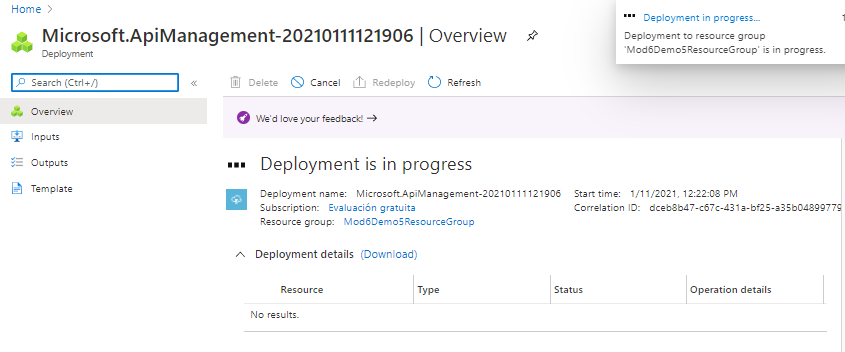 Home >
Microsoft.ApiManagement-20210111121906 | Overview
Deployment
Deployment in progress...
Deployment to resource group
'Mod6Demo5ResourceGroup' is in progress.
Search (Ctrl+/)
«
Delete
Cancel
Redeploy
Refresh
Overview
Inputs
Outputs
Template
We'd love your feedback! →
Deployment is in progress
Deployment name: Microsoft.ApiManagement-20210111121906
Subscription: Evaluación gratuita
Resource group: Mod6Demo5ResourceGroup
Start time: 1/11/2021, 12:22:08 PM
Correlation ID: dceb8b47-c67c-431a-bf25-a35b04899779
Deployment details (Download)
Resource Type Status Operation details
No results.